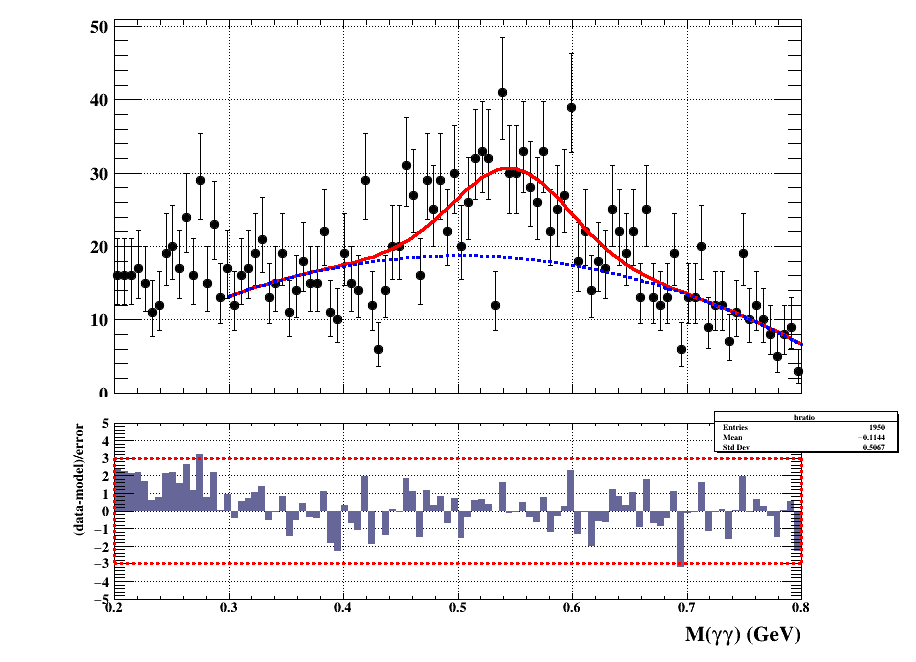 50
40
30
20
10
0
hratio
Entries 1950
Mean −0.1144
Std Dev 0.5067
(data-model)/error
5
4
3
2
1
0
−1
−2
−3
−4
−5
0.2 0.3 0.4 0.5 0.6 0.7 0.8
M(γγ) (GeV)